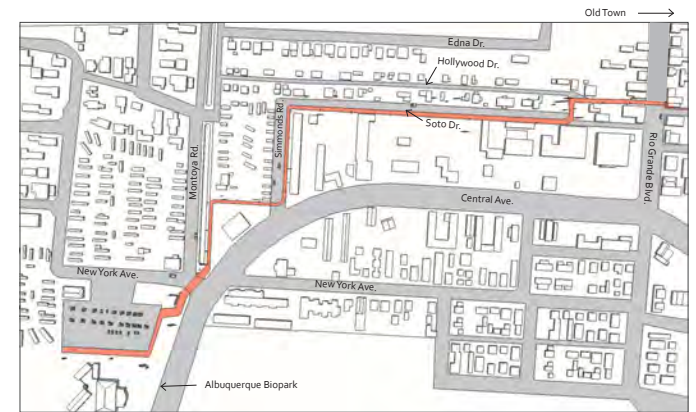 Old Town
Edna Dr.
Hollywood Dr.
Simmonds Rd.
Soto Dr.
Montoya Rd.
Rio Grande Blvd.
Central Ave.
New York Ave.
New York Ave.
Albuquerque Biopark